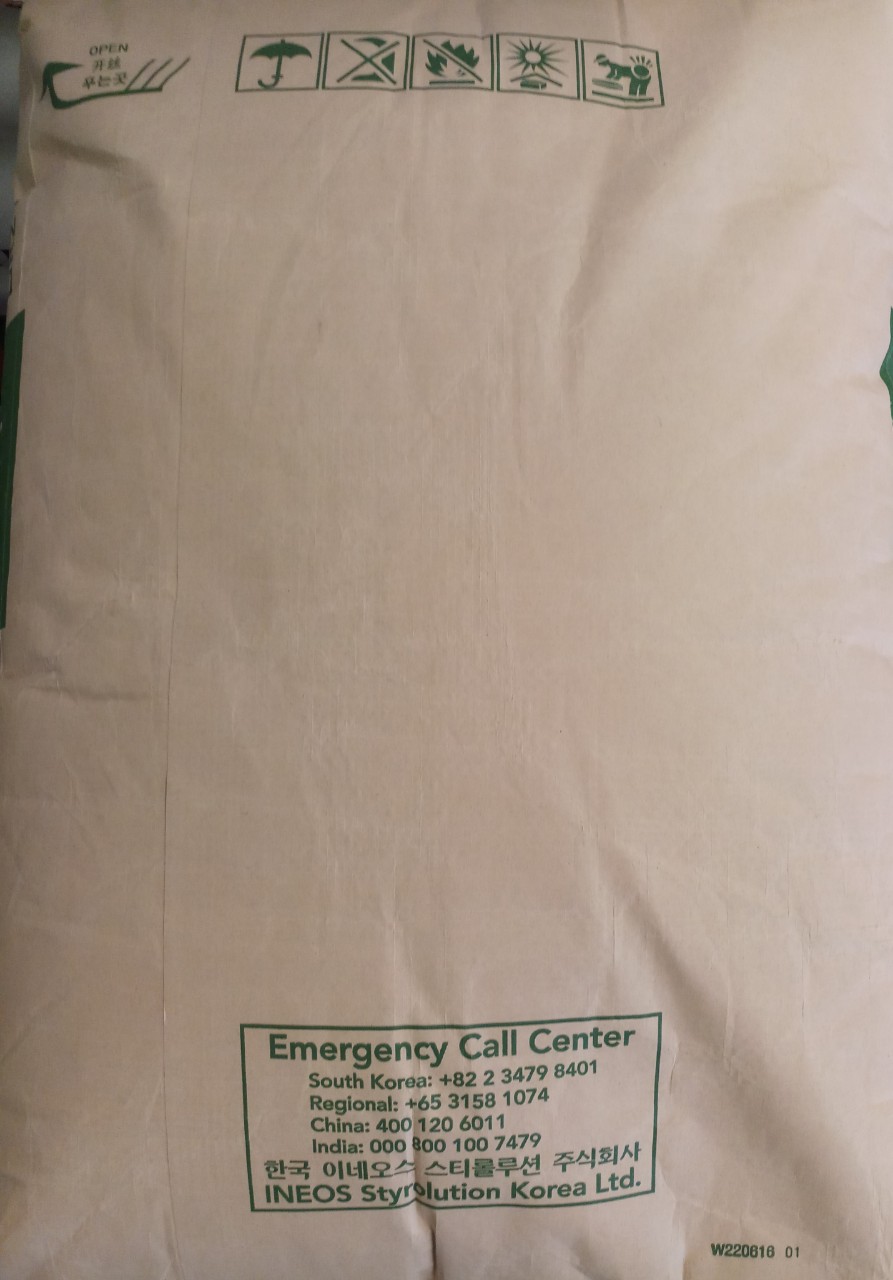 OPEN
푸는곳
Emergency Call Center
South Korea: +82 2 3479 8401
Regional: +65 3158 1074
China: 400 120 6011
India: 000 800 100 7479
한국 이네오스 스티롤루션 주식회사
INEOS Styrolution Korea Ltd.
W220616 01